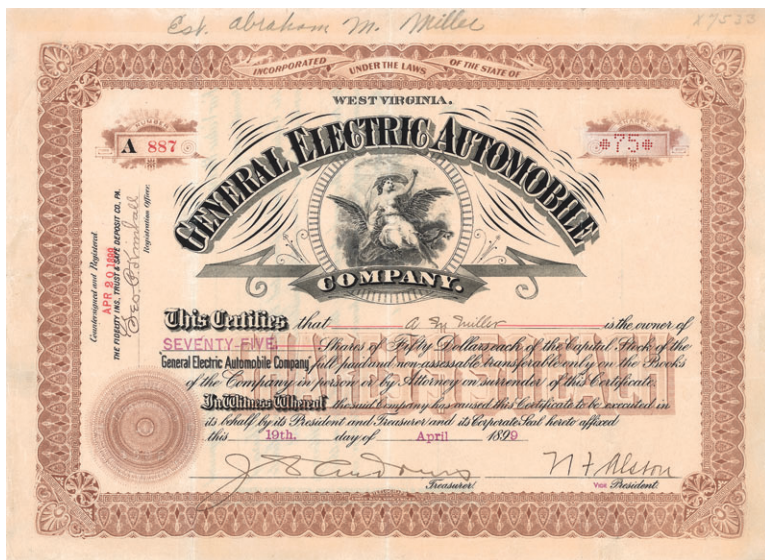 Est. Abraham M. Miller
X7533
INCORPORATED UNDER THE LAWS OF THE STATE OF
WEST VIRGINIA.
NUMBER
A 887
SHARES
*75*
GENERAL ELECTRIC AUTOMOBILE
COMPANY.
Countersigned and Registered
APR 20 1899
THE FIDELITY INS. TRUST & SAFE DEPOSIT CO. PA.
Registration Officer.
This Certifies that A M Miller is the owner of
SEVENTY-FIVE Shares of Fifty Dollars each of the Capital Stock of the
"General Electric Automobile Company" full paid and non-assessable transferable only on the Books
of the Company in person or by Attorney on surrender of this Certificate.
In Witness Whereof the said Company has caused this Certificate to be executed in
its behalf by its President and Treasurer and its Corporate Seal hereto affixed
this 19th. day of April 1899
Treasurer.
Vice President.